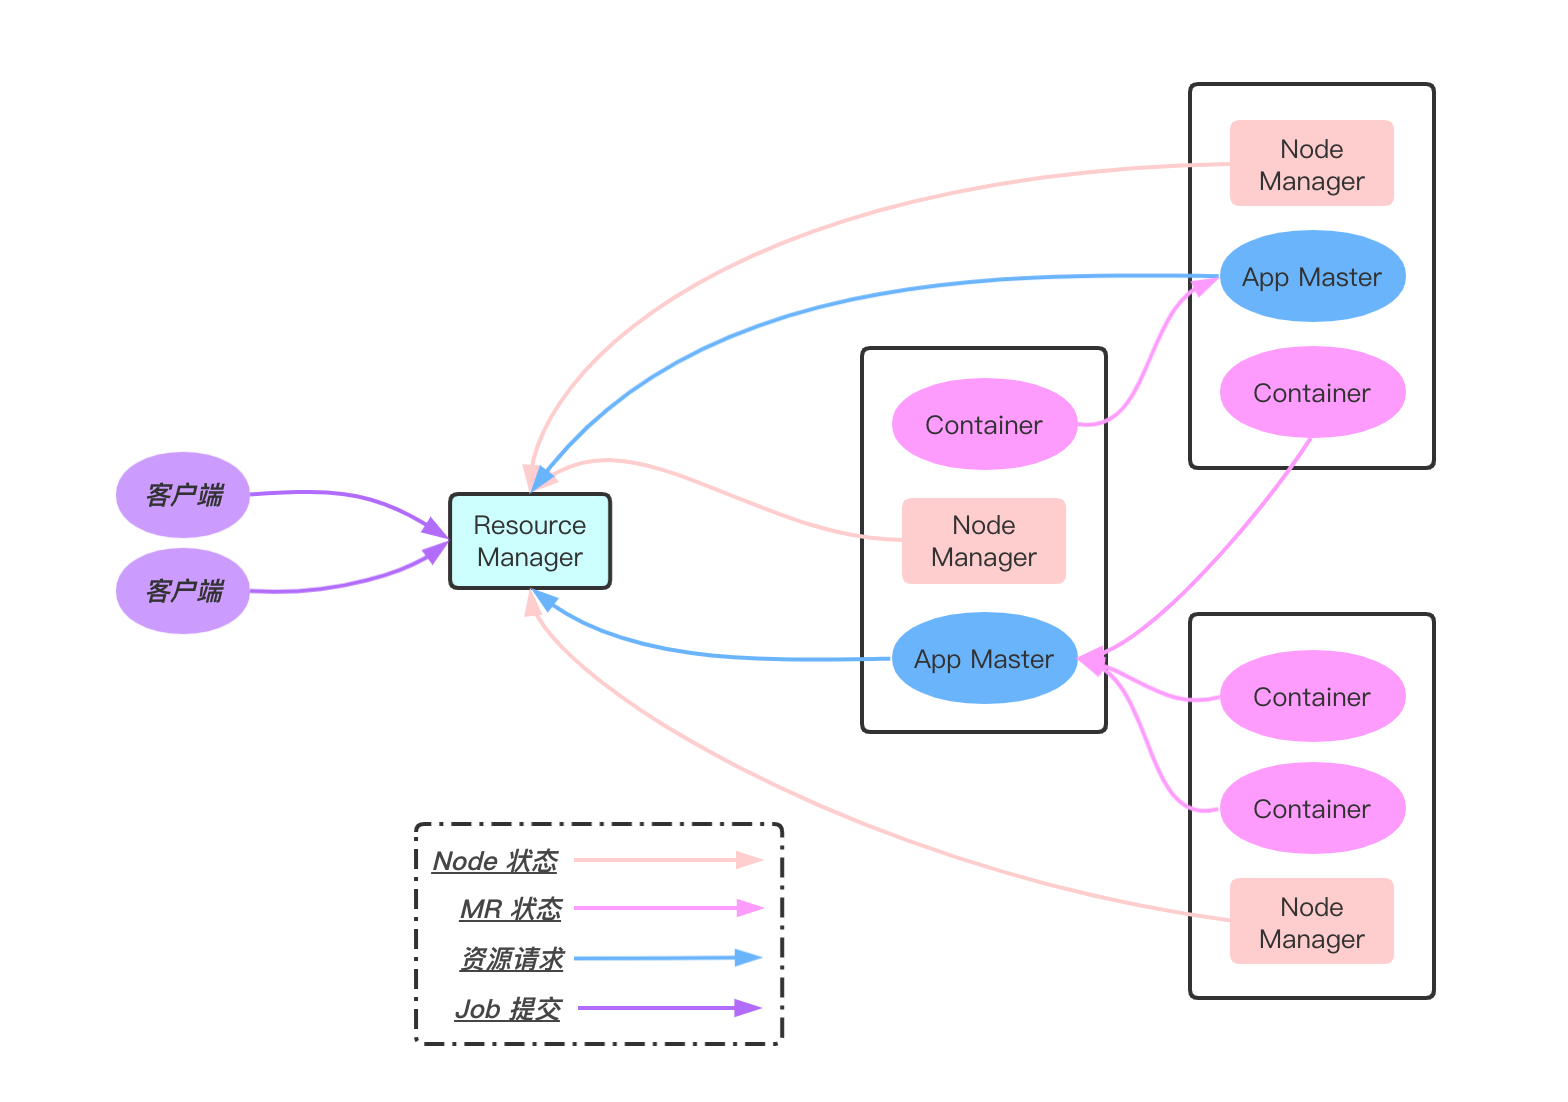 客户端
客户端
Resource
Manager
Container
Node
Manager
App Master
Node
Manager
App Master
Container
Container
Container
Node
Manager
Node 状态
MR 状态
资源请求
Job 提交